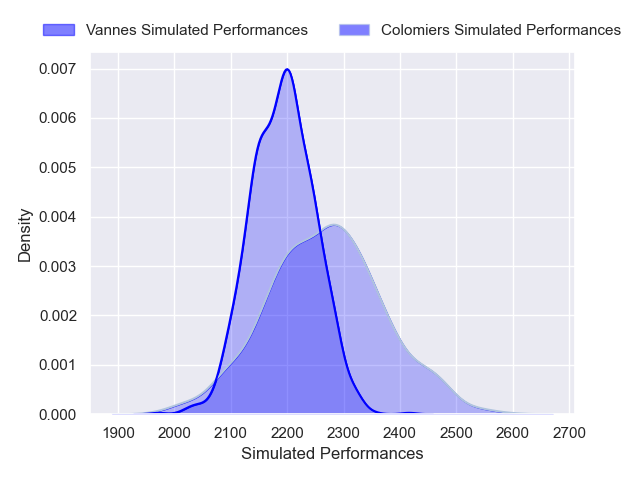 Vannes Simulated Performances Colomiers Simulated Performances
0.007
0.006
0.005
0.004
0.003
0.002
0.001
0.000
Density
1900 2000 2100 2200 2300 2400 2500 2600 2700
Simulated Performances